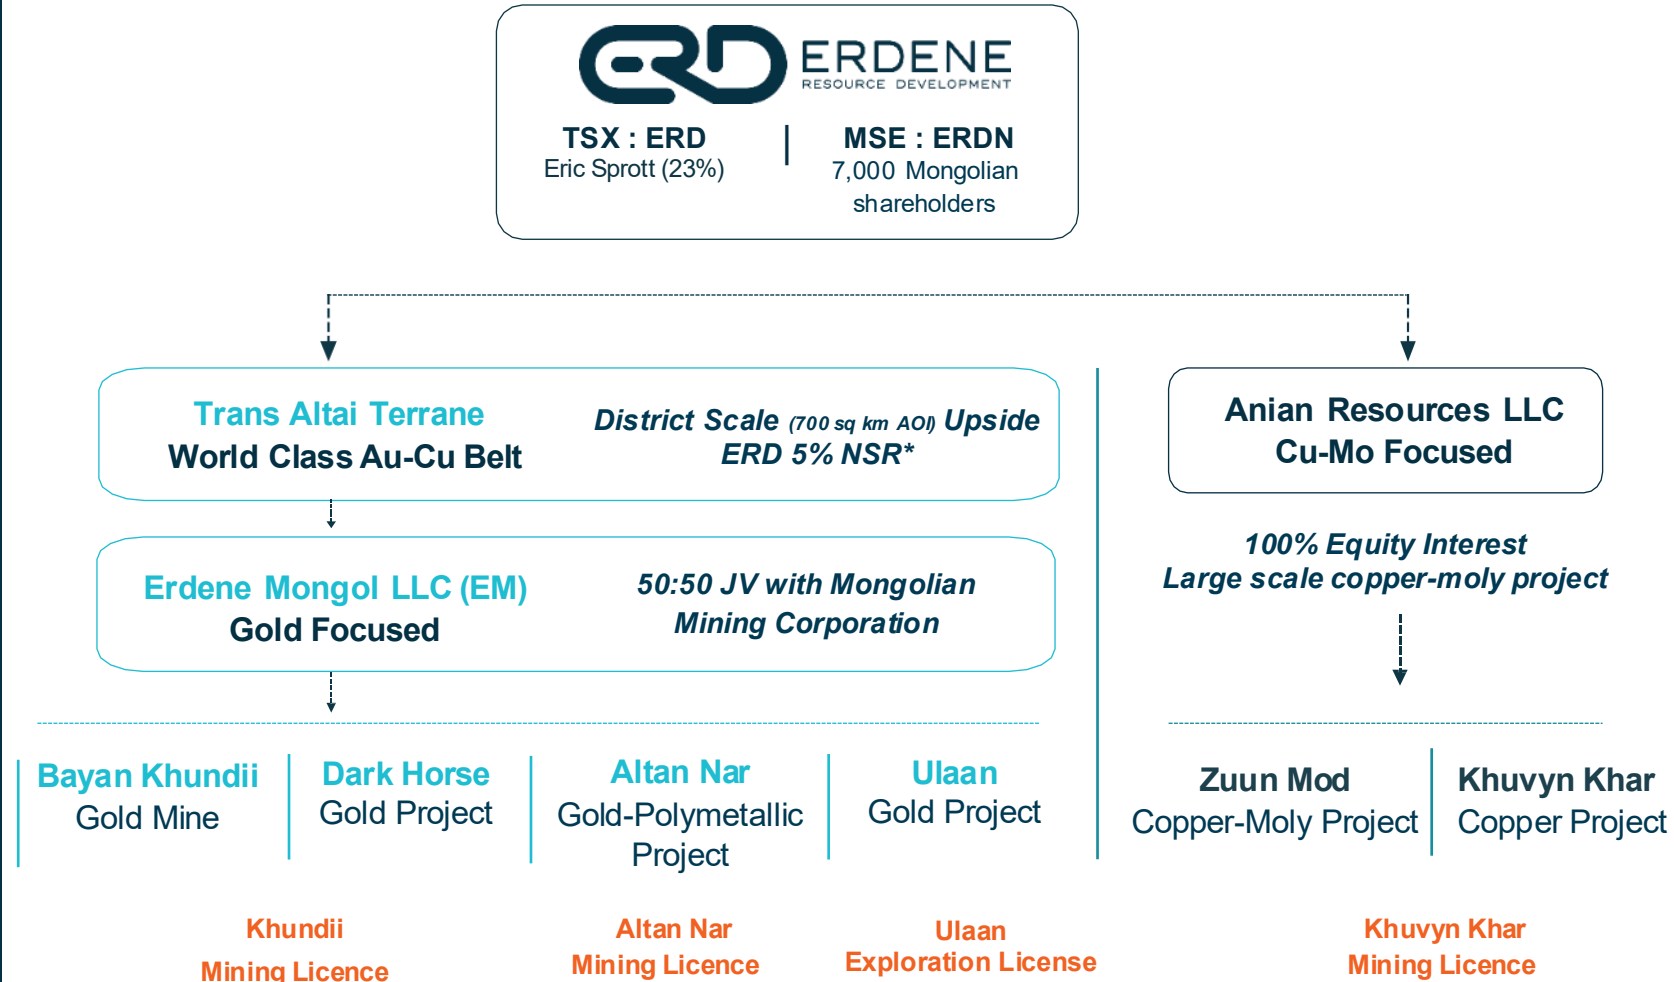 ERD ERDENE
RESOURCE DEVELOPMENT
TSX : ERD | MSE : ERDN
Eric Sprott (23%)
7,000 Mongolian
shareholders
Trans Altai Terrane
World Class Au-Cu Belt
District Scale (700 sq km AOI) Upside
ERD 5% NSR*
Anian Resources LLC
Cu-Mo Focused
Erdene Mongol LLC (EM)
Gold Focused
50:50 JV with Mongolian
Mining Corporation
100% Equity Interest
Large scale copper-moly project
Bayan Khundii
Gold Mine
Dark Horse
Gold Project
Altan Nar
Gold-Polymetallic
Project
Ulaan
Gold Project
Zuun Mod
Copper-Moly Project
Khuvyn Khar
Copper Project
Khundii
Mining Licence
Altan Nar
Mining Licence
Ulaan
Exploration License
Khuvyn Khar
Mining Licence